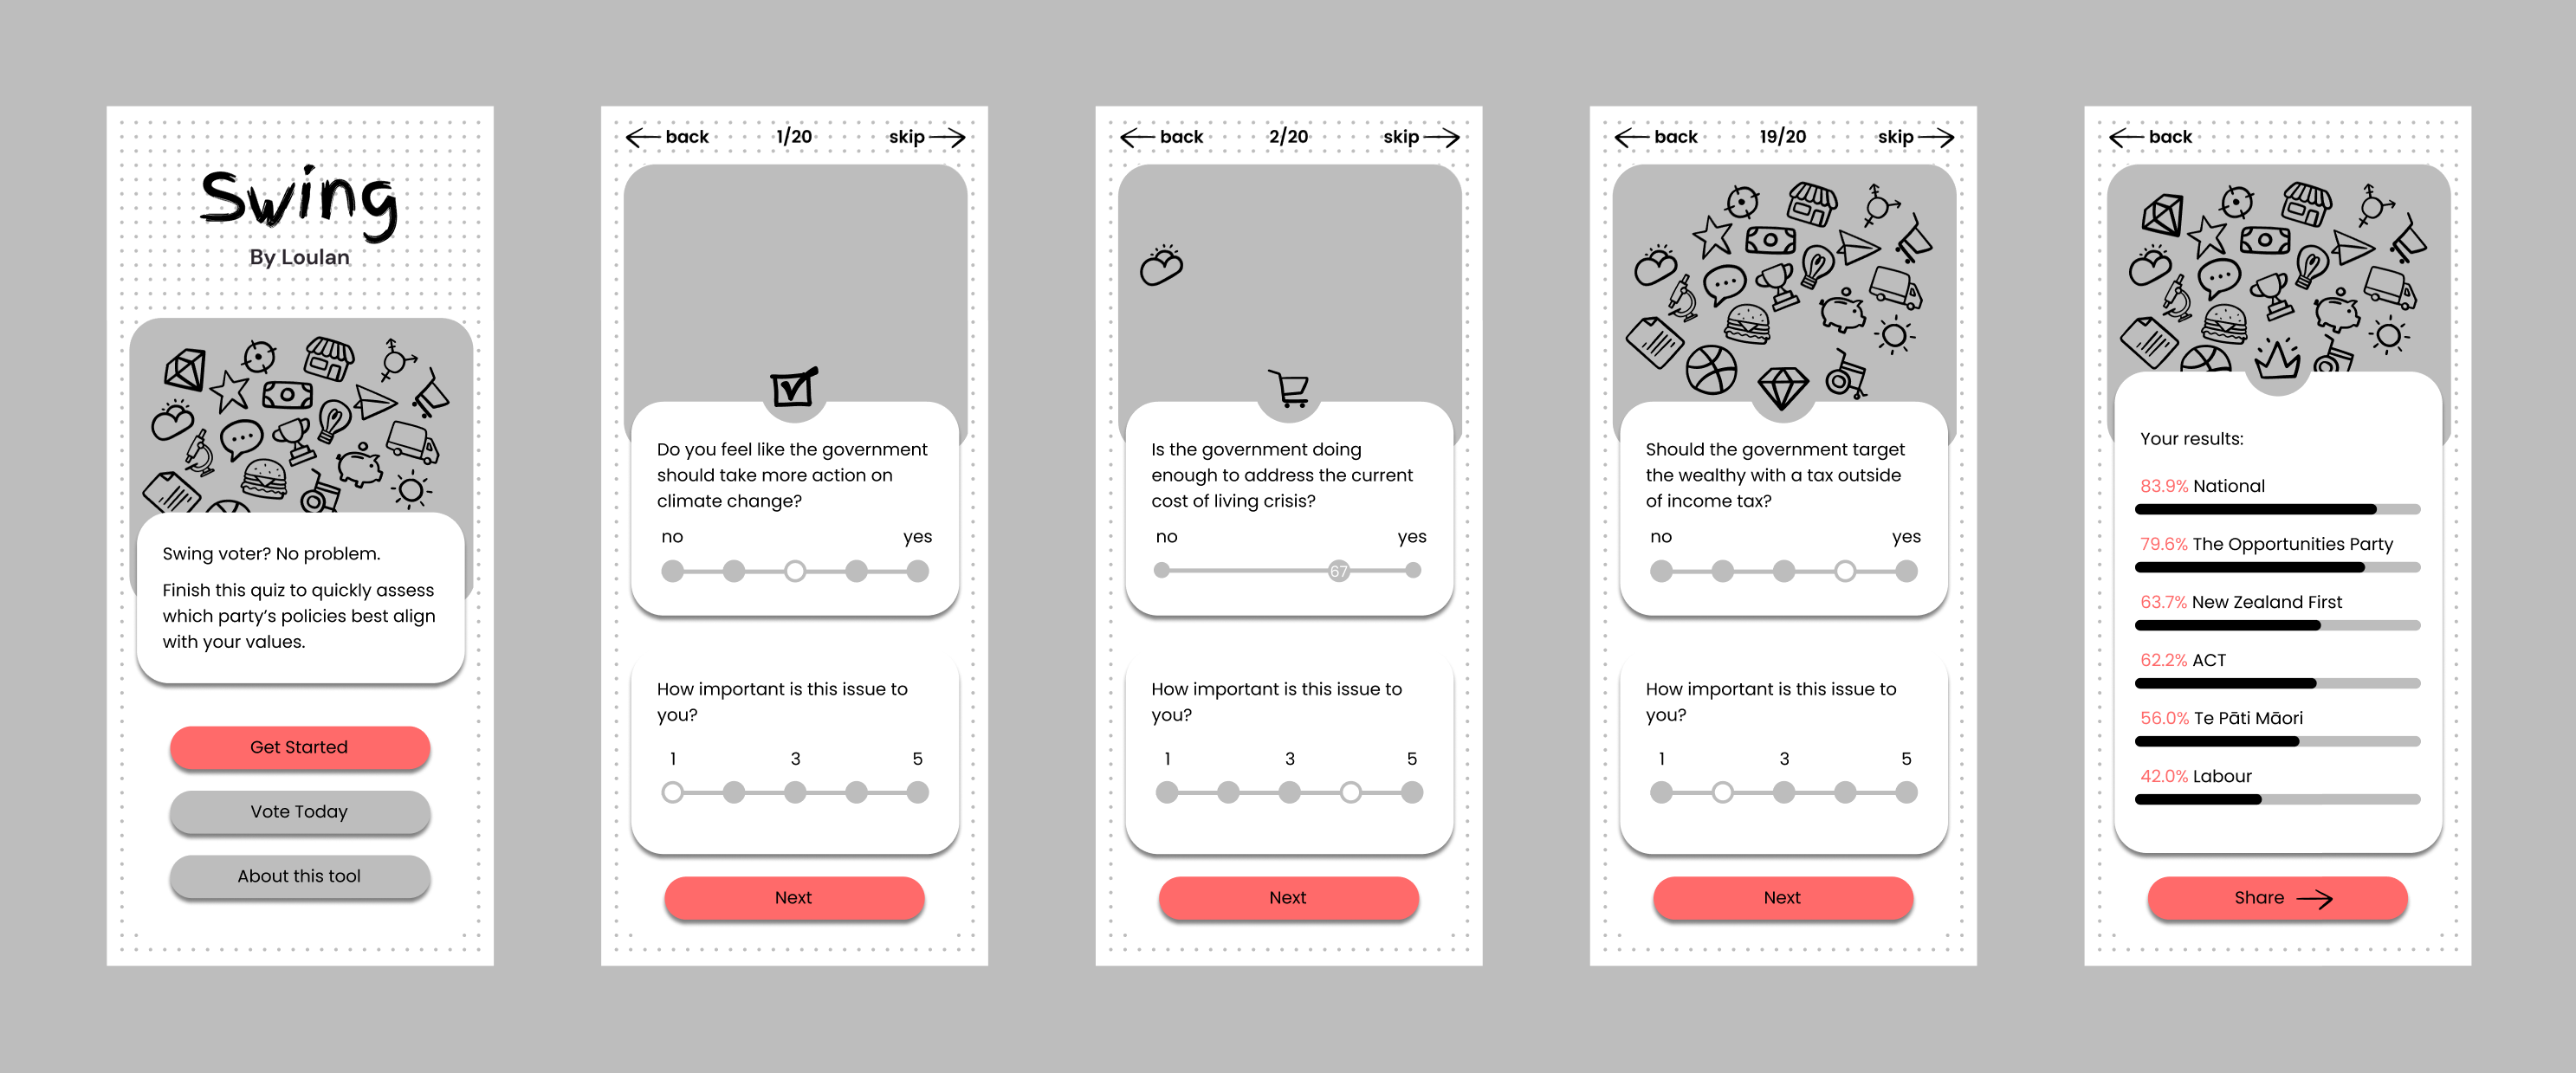 Swing
By Loulan
Swing voter? No problem.
Finish this quiz to quickly assess
which party’s policies best align
with your values.
Get Started
Vote Today
About this tool
back 1/20 skip
Do you feel like the government
should take more action on
climate change?
no yes
How important is this issue to
you?
1 3 5
Next
back 2/20 skip
Is the government doing
enough to address the current
cost of living crisis?
no yes
67
How important is this issue to
you?
1 3 5
Next
back 19/20 skip
Should the government target
the wealthy with a tax outside
of income tax?
no yes
How important is this issue to
you?
1 3 5
Next
back
Your results:
83.9% National
79.6% The Opportunities Party
63.7% New Zealand First
62.2% ACT
56.0% Te Pāti Māori
42.0% Labour
Share